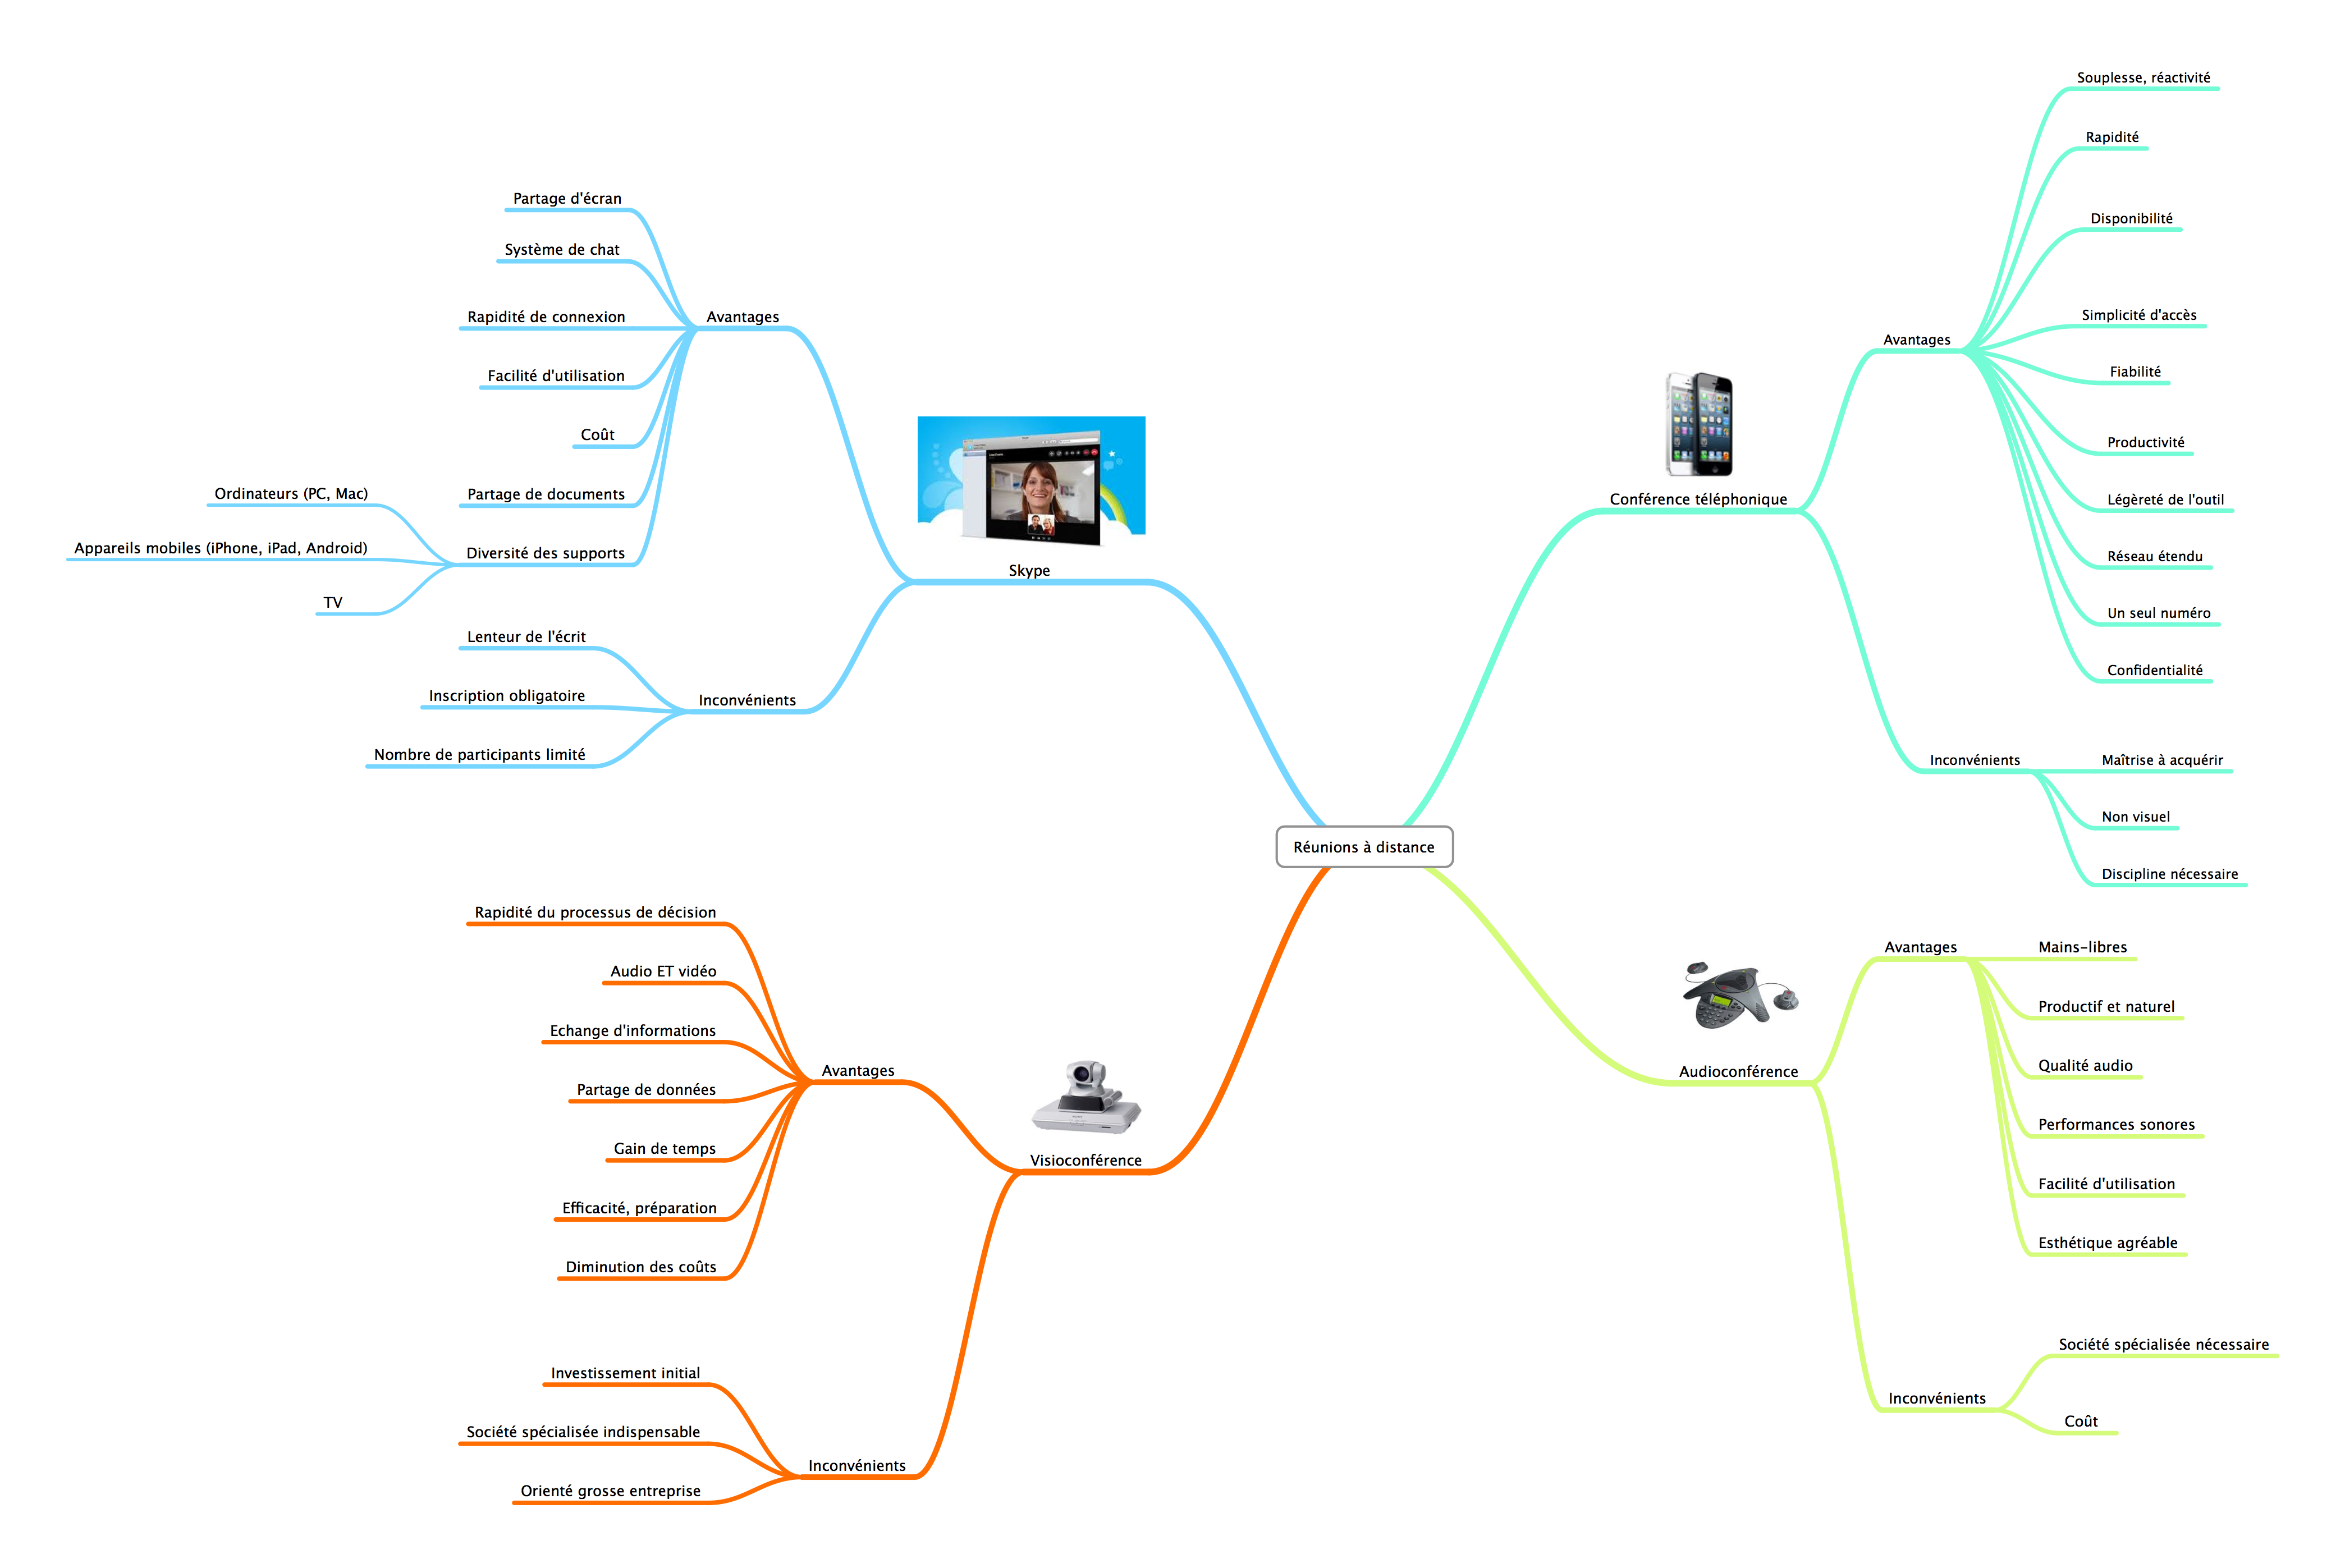 Réunions à distance
Skype
Avantages
Partage d'écran
Système de chat
Rapidité de connexion
Facilité d'utilisation
Coût
Partage de documents
Diversité des supports
Ordinateurs (PC, Mac)
Appareils mobiles (iPhone, iPad, Android)
TV
Inconvénients
Lenteur de l'écrit
Inscription obligatoire
Nombre de participants limité
Conférence téléphonique
Avantages
Souplesse, réactivité
Rapidité
Disponibilité
Simplicité d'accès
Fiabilité
Productivité
Légèreté de l'outil
Réseau étendu
Un seul numéro
Confidentialité
Inconvénients
Maîtrise à acquérir
Non visuel
Discipline nécessaire
Visioconférence
Avantages
Rapidité du processus de décision
Audio ET vidéo
Echange d'informations
Partage de données
Gain de temps
Efficacité, préparation
Diminution des coûts
Inconvénients
Investissement initial
Société spécialisée indispensable
Orienté grosse entreprise
Audioconférence
Avantages
Mains-libres
Productif et naturel
Qualité audio
Performances sonores
Facilité d'utilisation
Esthétique agréable
Inconvénients
Société spécialisée nécessaire
Coût